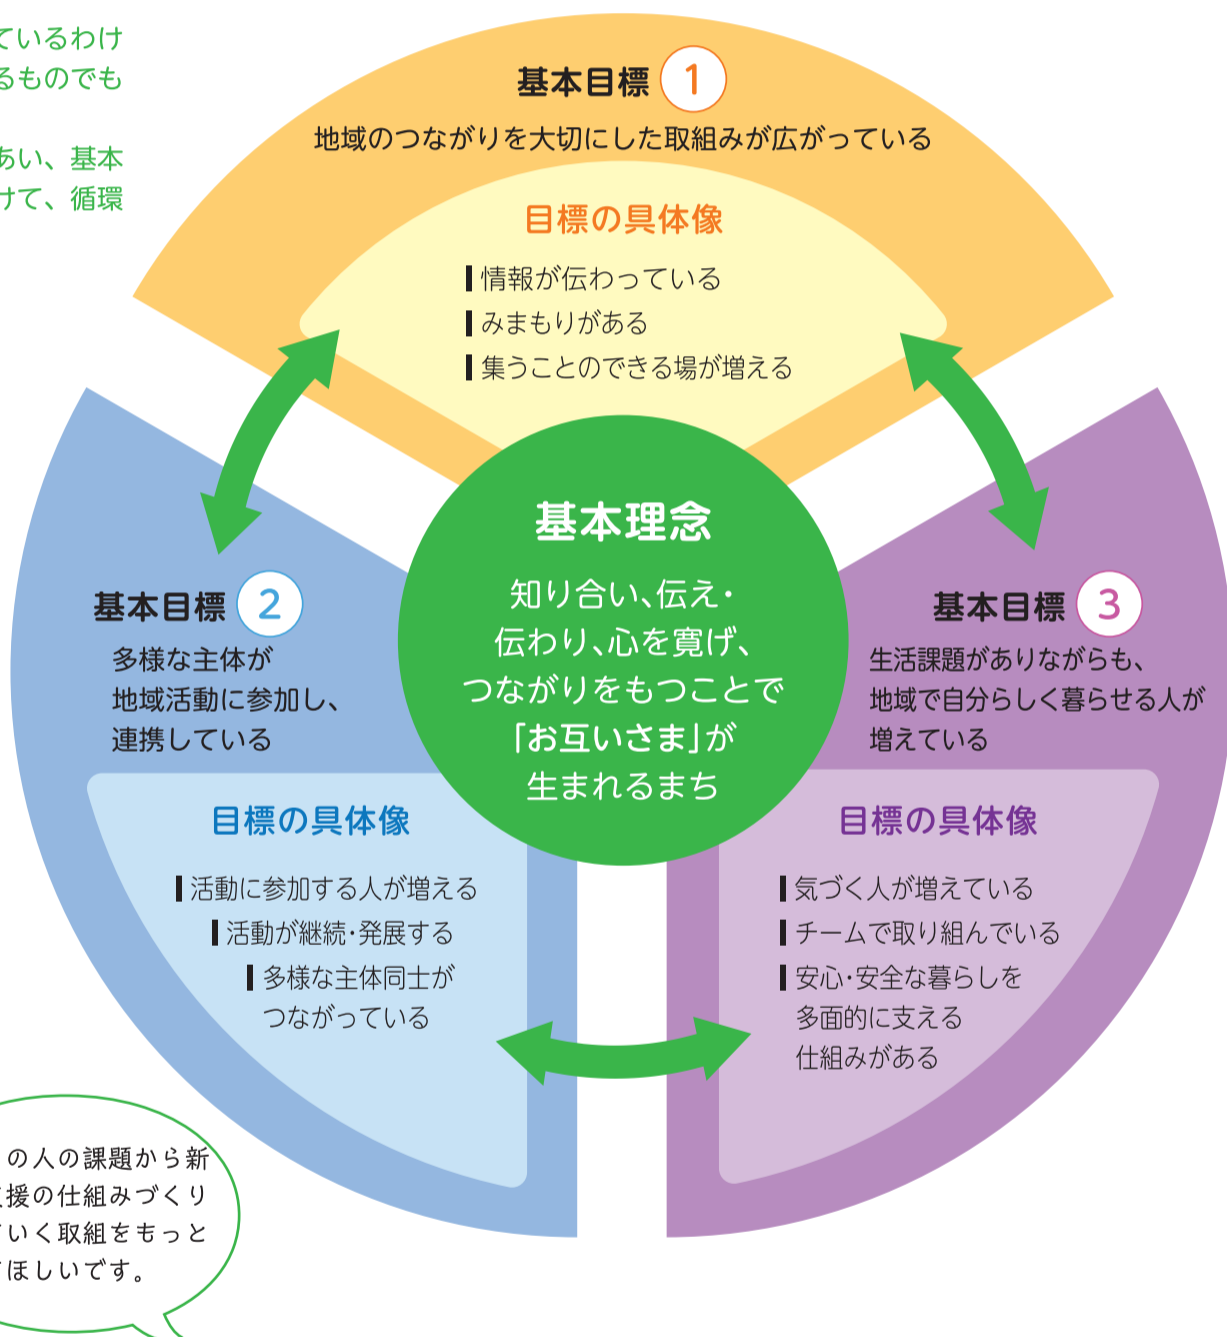 ているわけ
るものでも
あい、基本
けて、循環
基本目標 1
地域のつながりを大切にした取組みが広がっている
目標の具体像
情報が伝わっている
みまもりがある
集うことのできる場が増える
基本理念
知り合い、伝え・
伝わり、心を寛げ、
つながりをもつことで
「お互いさま」が
生まれるまち
基本目標 2
多様な主体が
地域活動に参加し、
連携している
目標の具体像
活動に参加する人が増える
活動が継続・発展する
多様な主体同士が
つながっている
基本目標 3
生活課題がありながらも、
地域で自分らしく暮らせる人が
増えている
目標の具体像
気づく人が増えている
チームで取り組んでいる
安心・安全な暮らしを
多面的に支える
仕組みがある
の人の課題から新
援の仕組みづくり
いく取組をもっと
ほしいです。